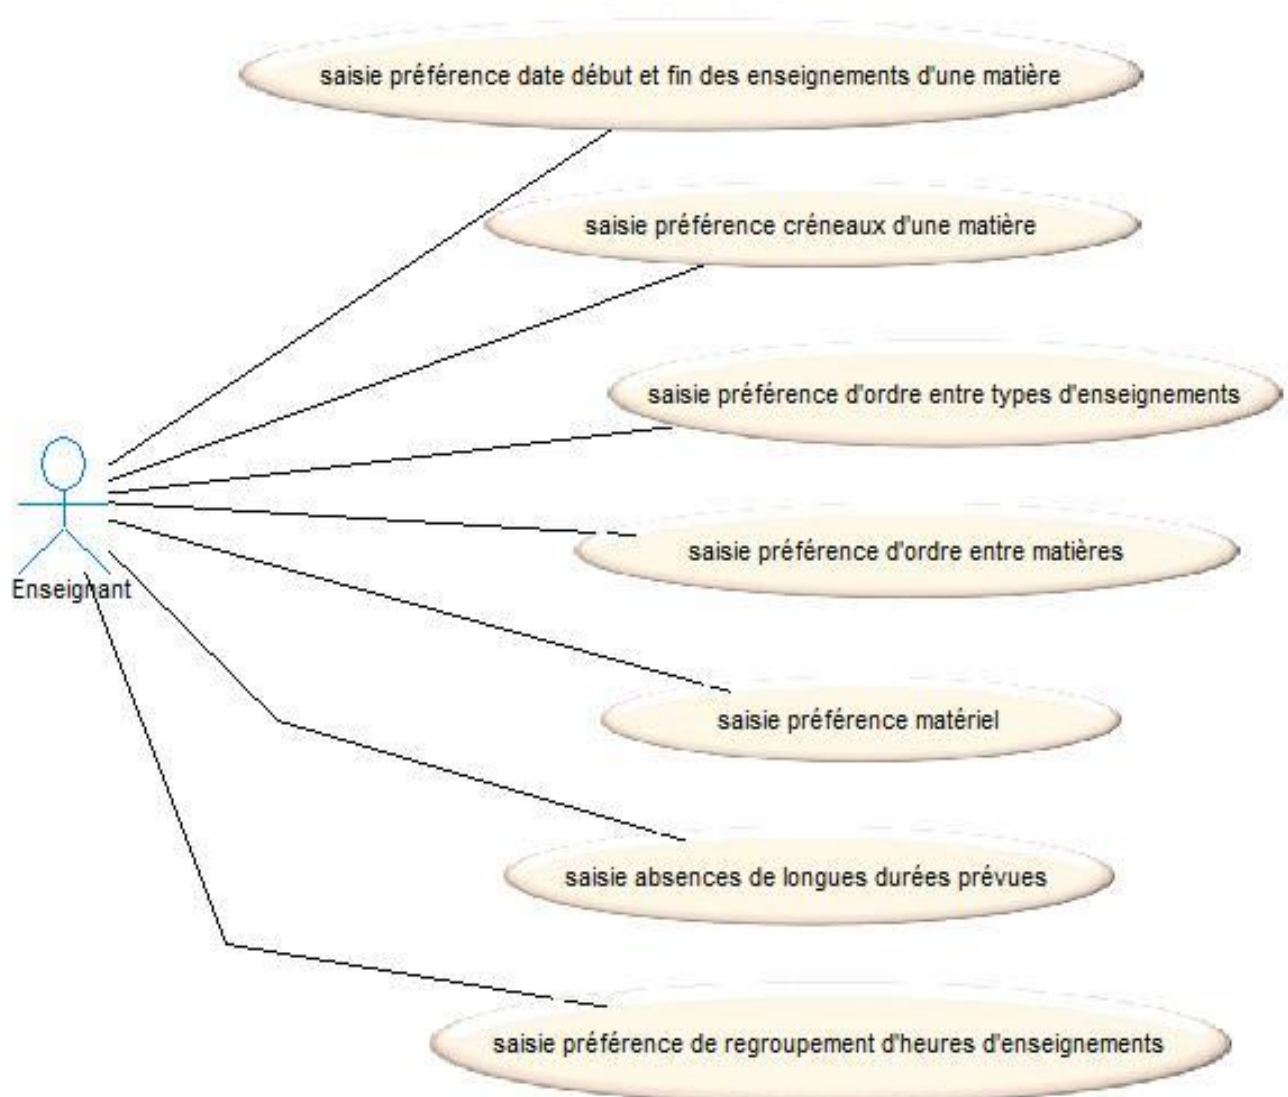 saisie préférence date début et fin des enseignements d'une matière
saisie préférence créneaux d'une matière
saisie préférence d'ordre entre types d'enseignements
saisie préférence d'ordre entre matières
Enseignant
saisie préférence matériel
saisie absences de longues durées prévues
saisie préférence de regroupement d'heures d'enseignements